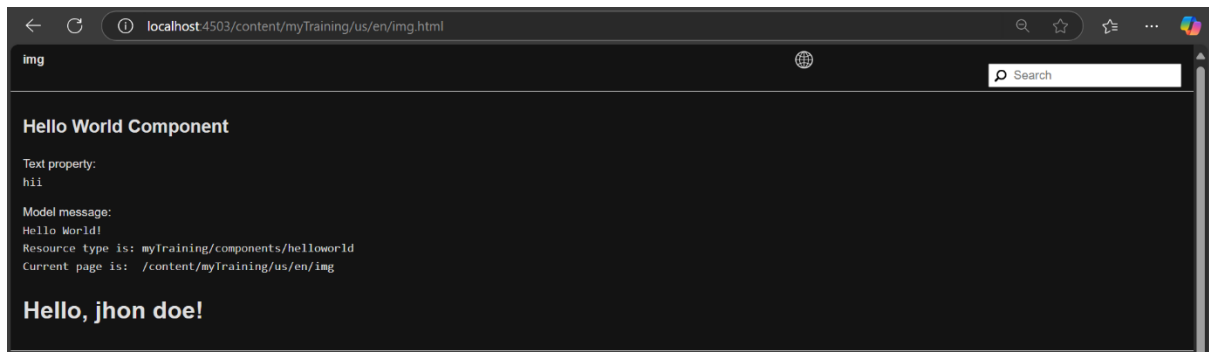 localhost:4503/content/myTraining/us/en/img.html
img
Search
Hello World Component
Text property:
hii
Model message:
Hello World!
Resource type is: myTraining/components/helloworld
Current page is:  /content/myTraining/us/en/img
Hello, jhon doe!